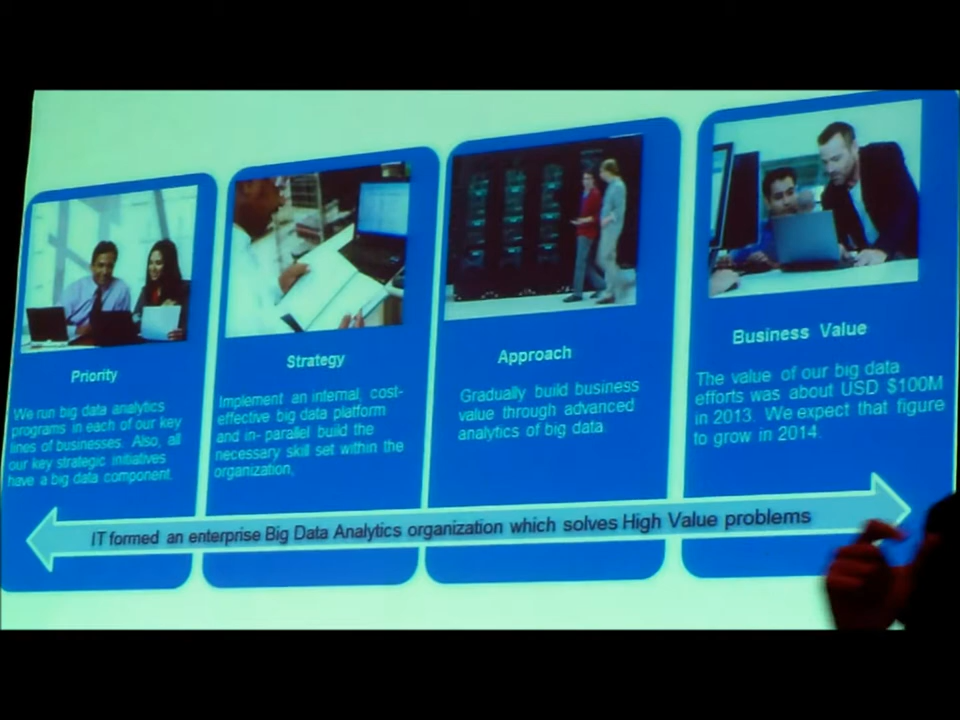 Priority
We run big data analytics
programs in each of our key
lines of businesses. Also, all
our key strategic initiatives
have a big data component.
Strategy
Implement an internal, cost-
effective big data platform
and in- parallel build the
necessary skill set within the
organization,
Approach
Gradually build business
value through advanced
analytics of big data
Business Value
The value of our big data
efforts was about USD $100M
in 2013. We expect that figure
to grow in 2014.
IT formed an enterprise Big Data Analytics organization which solves High Value problems